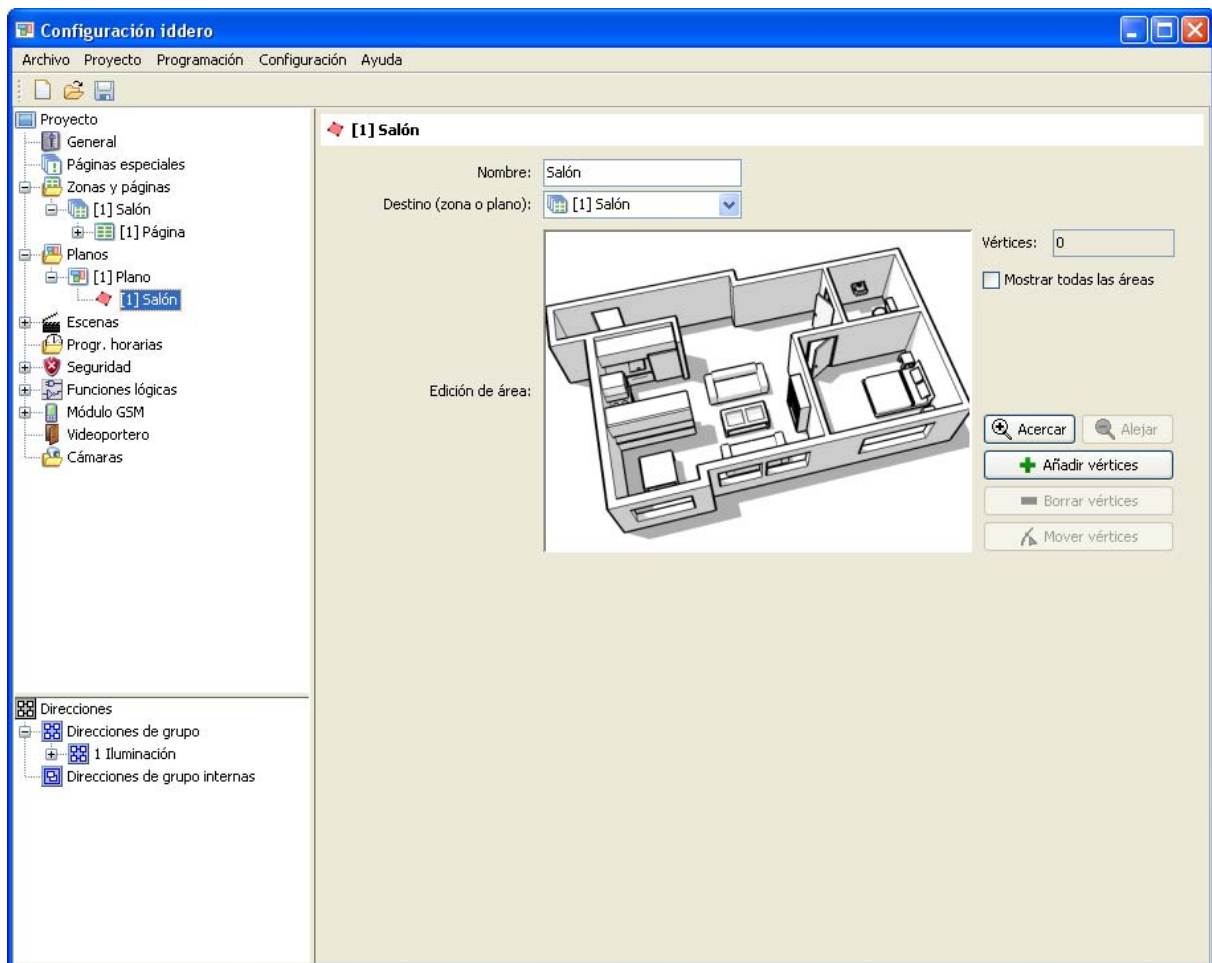 Configuración iddero
Archivo Proyecto Programación Configuración Ayuda
Proyecto
General
Páginas especiales
Zonas y páginas
[1] Salón
[1] Página
Planos
[1] Plano
[1] Salón
Escenas
Progr. horarias
Seguridad
Funciones lógicas
Módulo GSM
Videoportero
Cámaras
Direcciones
Direcciones de grupo
1 Iluminación
Direcciones de grupo internas
[1] Salón
Nombre: Salón
Destino (zona o plano): [1] Salón
Edición de área:
Vértices: 0
Mostrar todas las áreas
Acercar Alejar
Añadir vértices
Borrar vértices
Mover vértices